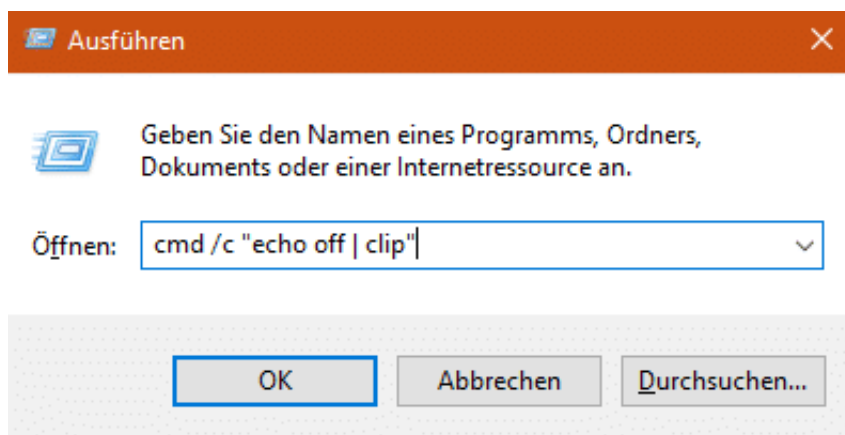 Ausführen
Geben Sie den Namen eines Programms, Ordners,
Dokuments oder einer Internetressource an.
Öffnen: cmd /c "echo off | clip"
OK Abbrechen Durchsuchen...